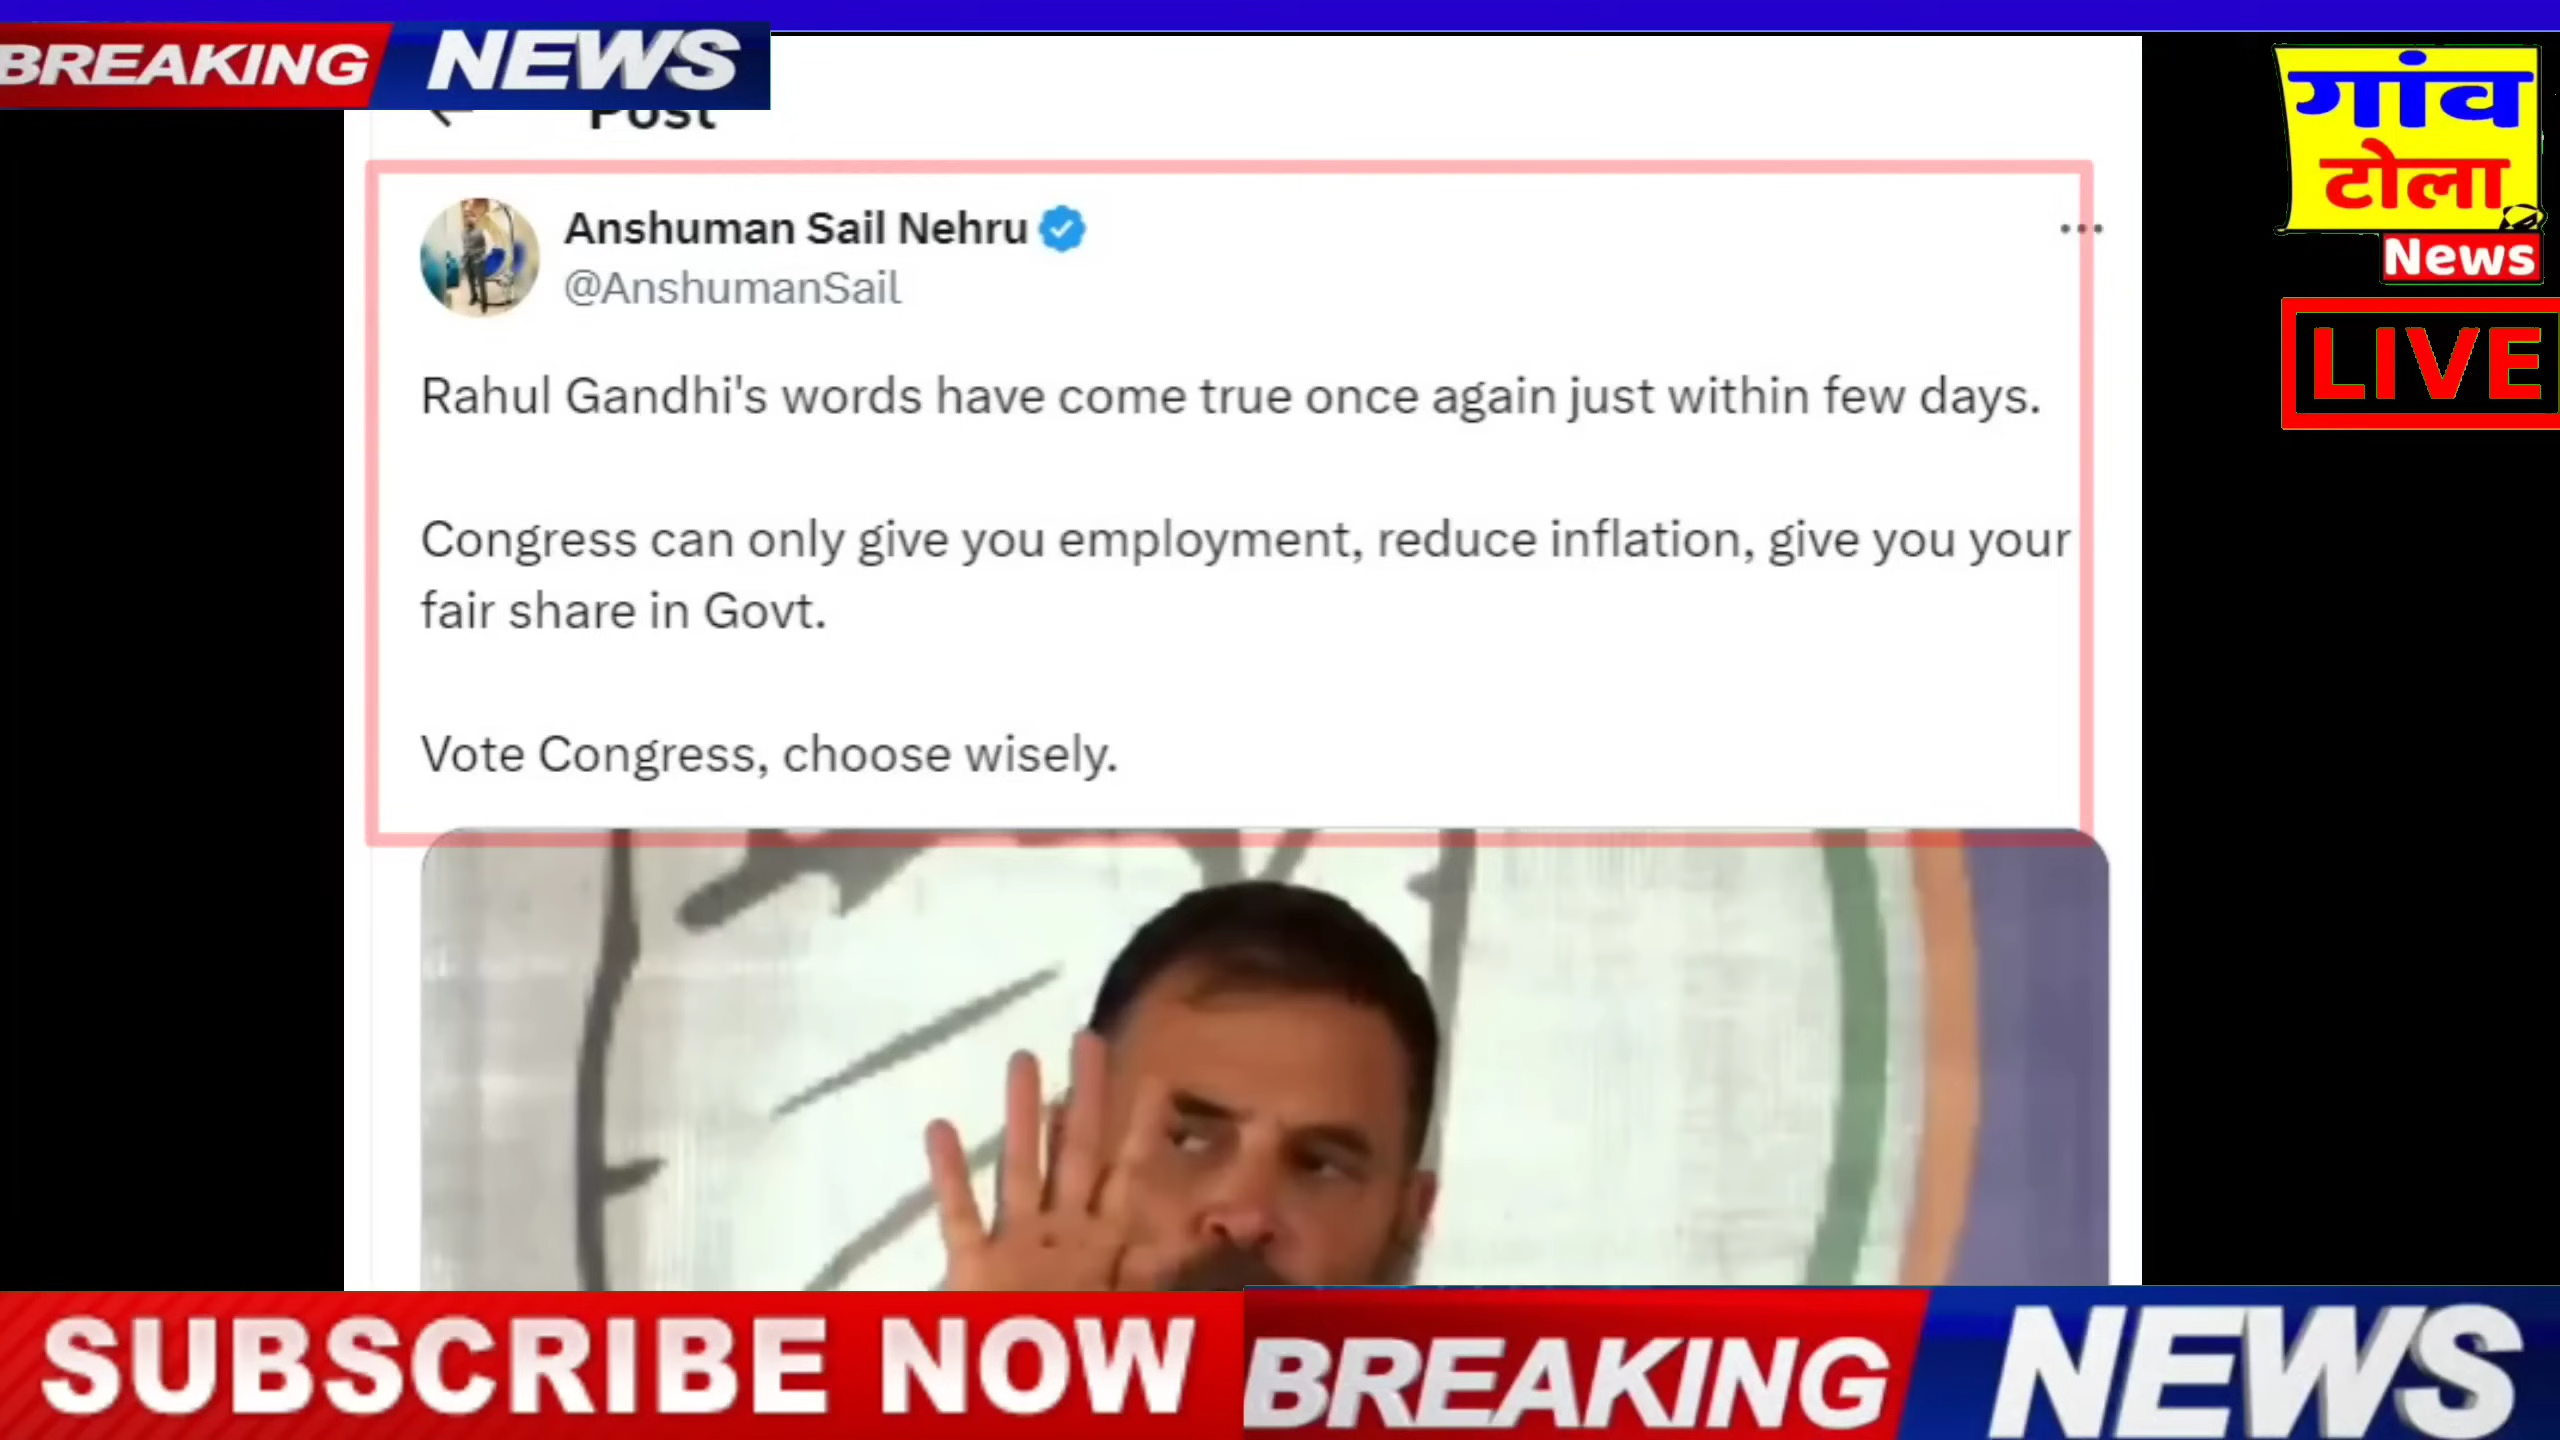 BREAKING NEWS
Post
गांव
टोला
News
LIVE
Anshuman Sail Nehru
@AnshumanSail
Rahul Gandhi's words have come true once again just within few days.
Congress can only give you employment, reduce inflation, give you your
fair share in Govt.
Vote Congress, choose wisely.
SUBSCRIBE NOW
BREAKING NEWS